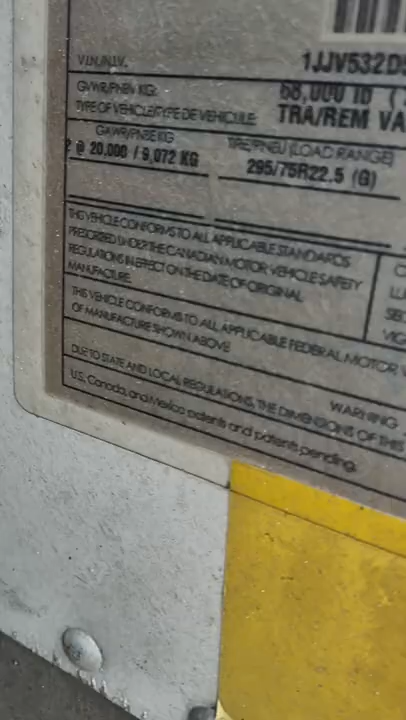 V.I.N./N.I.V. 1JJV532D
GVWR/PNBV KG: 68,000 lb
TYPE OF VEHICLE/TYPE DE VEHICULE: TRA/REM VA
GAWR/PNBE KG TIRE/PNEU (LOAD RANGE)
2 @ 20,000 / 9,072 KG 295/75R22.5 (G)
THIS VEHICLE CONFORMS TO ALL APPLICABLE STANDARDS
PRESCRIBED UNDER THE CANADIAN MOTOR VEHICLE SAFETY
REGULATIONS IN EFFECT ON THE DATE OF ORIGINAL
MANUFACTURE.
THIS VEHICLE CONFORMS TO ALL APPLICABLE FEDERAL MOTOR V
OF MANUFACTURE SHOWN ABOVE
WARNING
DUE TO STATE AND LOCAL REGULATIONS, THE DIMENSIONS OF THIS
U.S, Canada, and Mexico patents and patents pending.